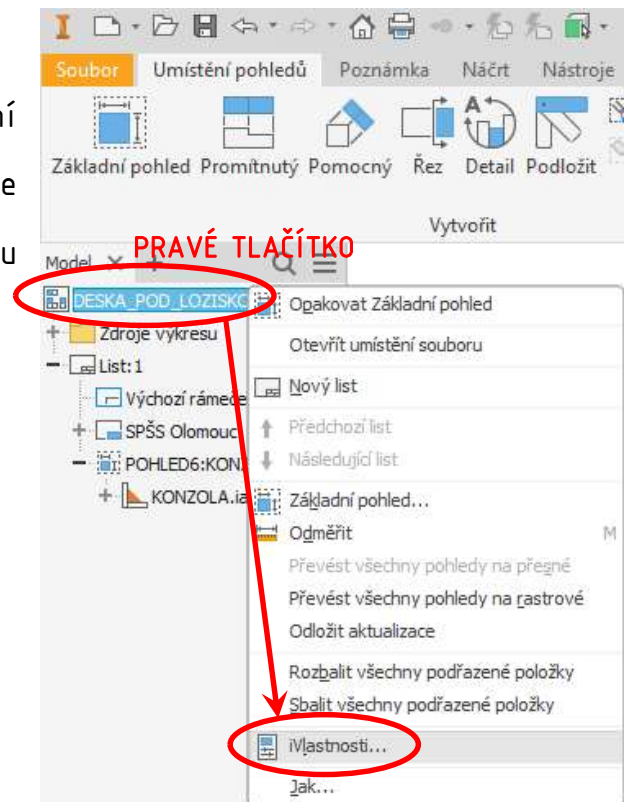 Soubor Umístění pohledů Poznámka Náčrt Nástroje
ní
Základní pohled Promítnutý Pomocný Řez Detail Podložit
e
Vytvořit
u
PRAVÉ TLAČÍTKO
Model
DESKA_POD_LOZISKO
Opakovat Základní pohled
Zdroje výkresu
Otevřít umístění souboru
List:1
Nový list
Výchozí rámeče
SPŠS Olomouc
Předchozí list
POHLED6:KON
Následující list
KONZOLA.ia
Základní pohled...
Odměřit M
Převést všechny pohledy na přesné
Převést všechny pohledy na rastrové
Odložit aktualizace
Rozbalit všechny podřazené položky
Sbalit všechny podřazené položky
iVlastnosti...
Jak...